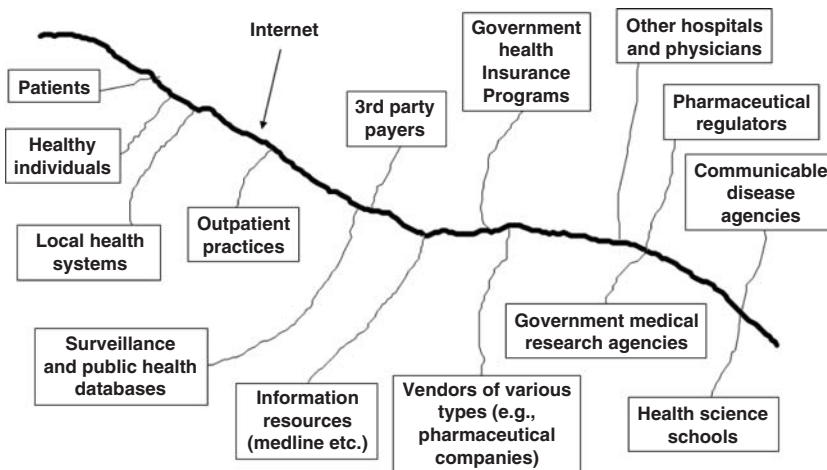 Internet
Patients
Healthy
individuals
Local health
systems
Outpatient
practices
3rd party
payers
Government
health
Insurance
Programs
Other hospitals
and physicians
Pharmaceutical
regulators
Communicable
disease
agencies
Surveillance
and public health
databases
Information
resources
(medline etc.)
Vendors of various
types (e.g.,
pharmaceutical
companies)
Government medical
research agencies
Health science
schools